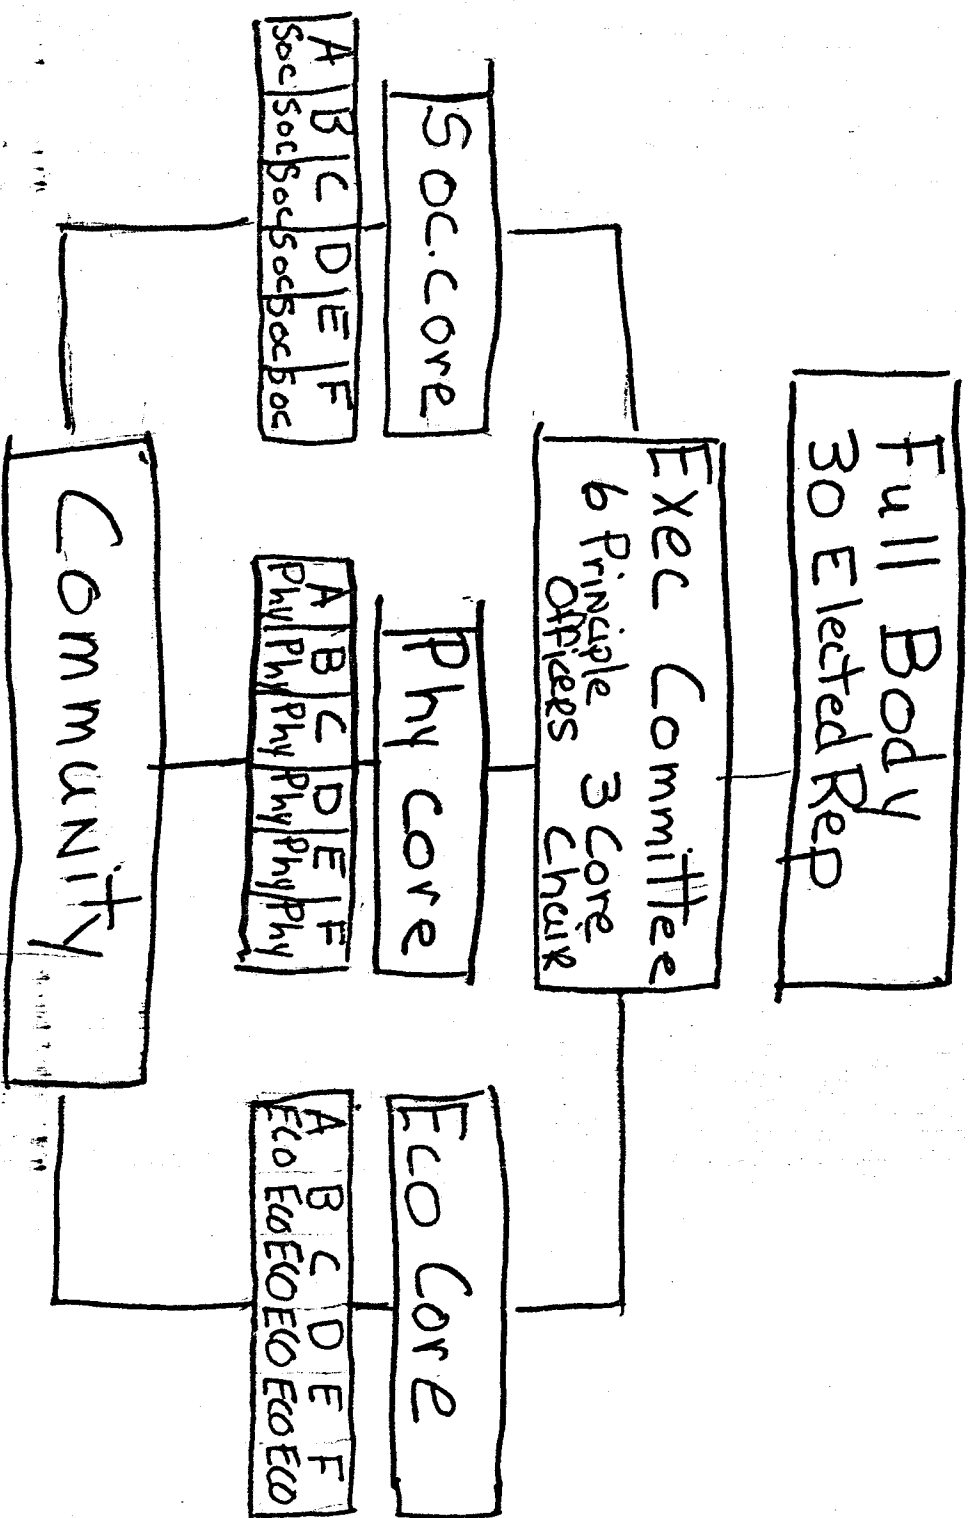 Full Body
30 Elected Rep
Exec Committee
6 Principle 3 Core
Officers Chair
Soc. Core
Phy Core
Eco Core
A B C D E F
Soc Soc Soc Soc Soc Soc
A B C D E F
Phy Phy Phy Phy Phy Phy
A B C D E F
Eco Eco Eco Eco Eco Eco
Community